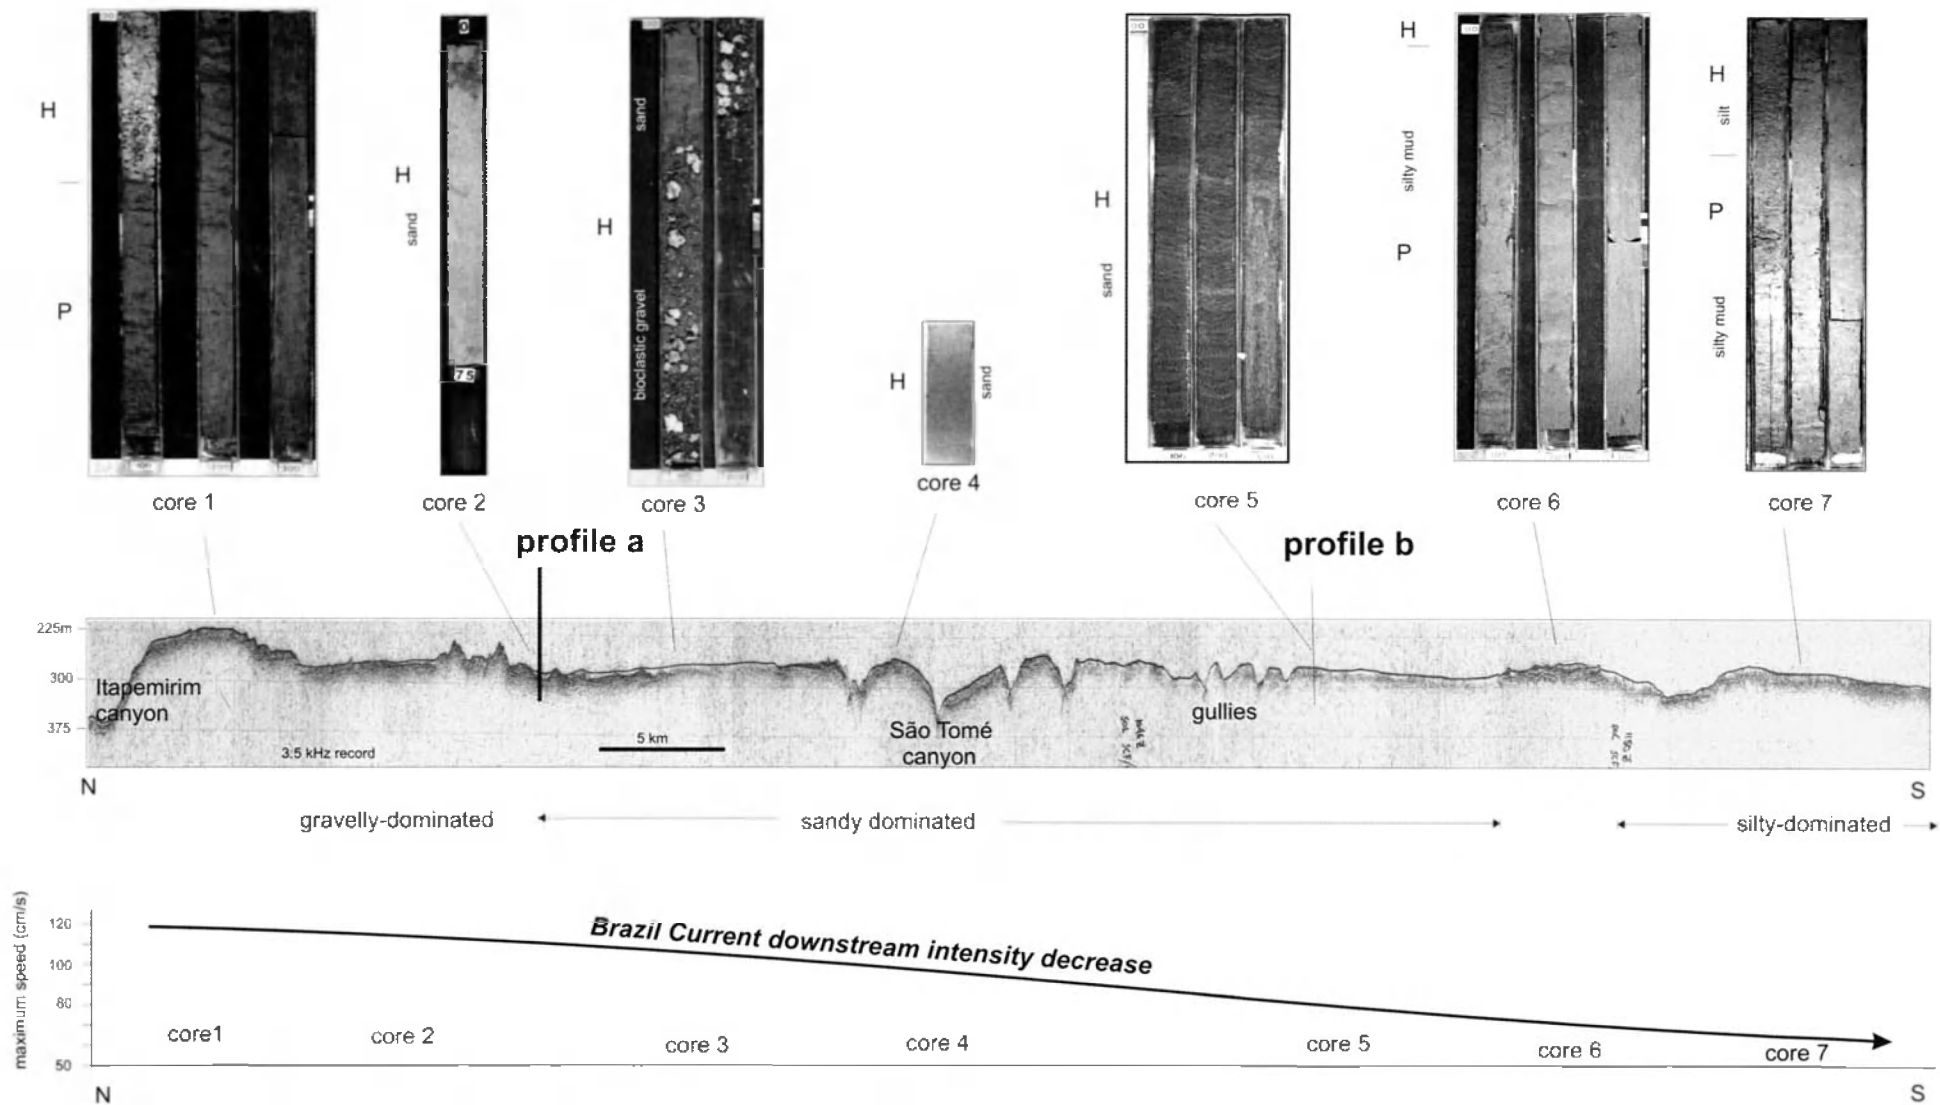 H
P
core 1
0
H
sand
75
core 2
sand
H
bioclastic gravel
core 3
H
sand
core 4
H
sand
core 5
H
silty mud
P
core 6
H
silt
P
silty mud
core 7
profile a
profile b
225m
300
375
Itapemirim
canyon
3.5 kHz record
5 km
São Tomé
canyon
gullies
N
S
gravelly-dominated
sandy dominated
silty-dominated
maximum speed (cm/s)
120
100
80
50
Brazil Current downstream intensity decrease
core1
core 2
core 3
core 4
core 5
core 6
core 7
N
S